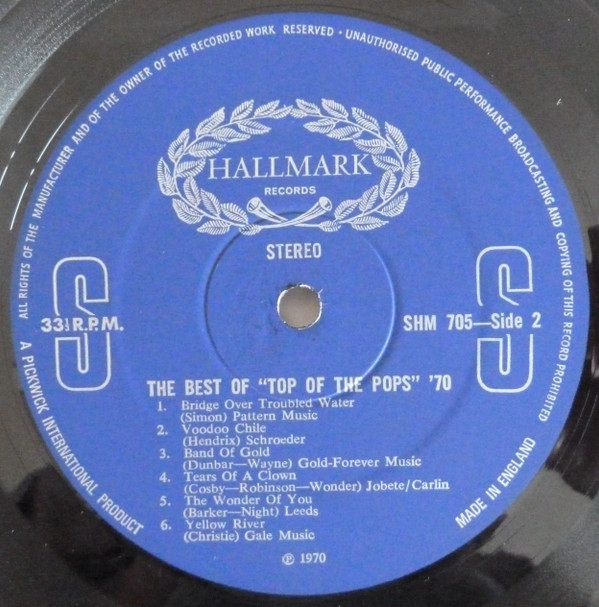 ALL RIGHTS OF THE MANUFACTURER AND OF THE OWNER OF THE RECORDED WORK RESERVED · UNAUTHORISED PUBLIC PERFORMANCE BROADCASTING AND COPYING OF THIS RECORD PROHIBITED
HALLMARK
RECORDS
STEREO
33⅓ R.P.M.
SHM 705—Side 2
THE BEST OF "TOP OF THE POPS" '70
1. Bridge Over Troubled Water
(Simon) Pattern Music
2. Voodoo Chile
(Hendrix) Schroeder
3. Band Of Gold
(Dunbar—Wayne) Gold-Forever Music
4. Tears Of A Clown
(Cosby—Robinson—Wonder) Jobete/Carlin
5. The Wonder Of You
(Barker—Night) Leeds
6. Yellow River
(Christie) Gale Music
℗ 1970
A PICKWICK INTERNATIONAL PRODUCT
MADE IN ENGLAND